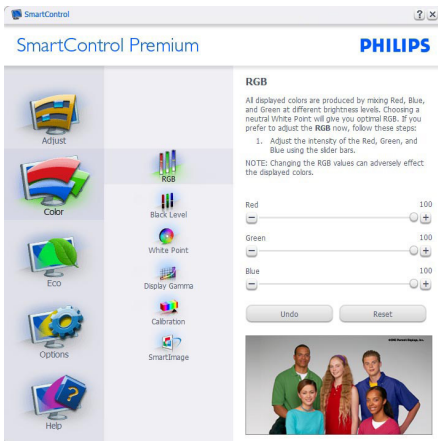 SmartControl
SmartControl Premium
PHILIPS
Adjust
Color
Eco
Options
Help
RGB
Black Level
White Point
Display Gamma
Calibration
SmartImage
RGB
All displayed colors are produced by mixing Red, Blue,
and Green at different brightness levels. Choosing a
neutral White Point will give you optimal RGB. If you
prefer to adjust the RGB now, follow these steps:
1. Adjust the intensity of the Red, Green, and
Blue using the slider bars.
NOTE: Changing the RGB values can adversely effect
the displayed colors.
Red 100
Green 100
Blue 100
Undo Reset